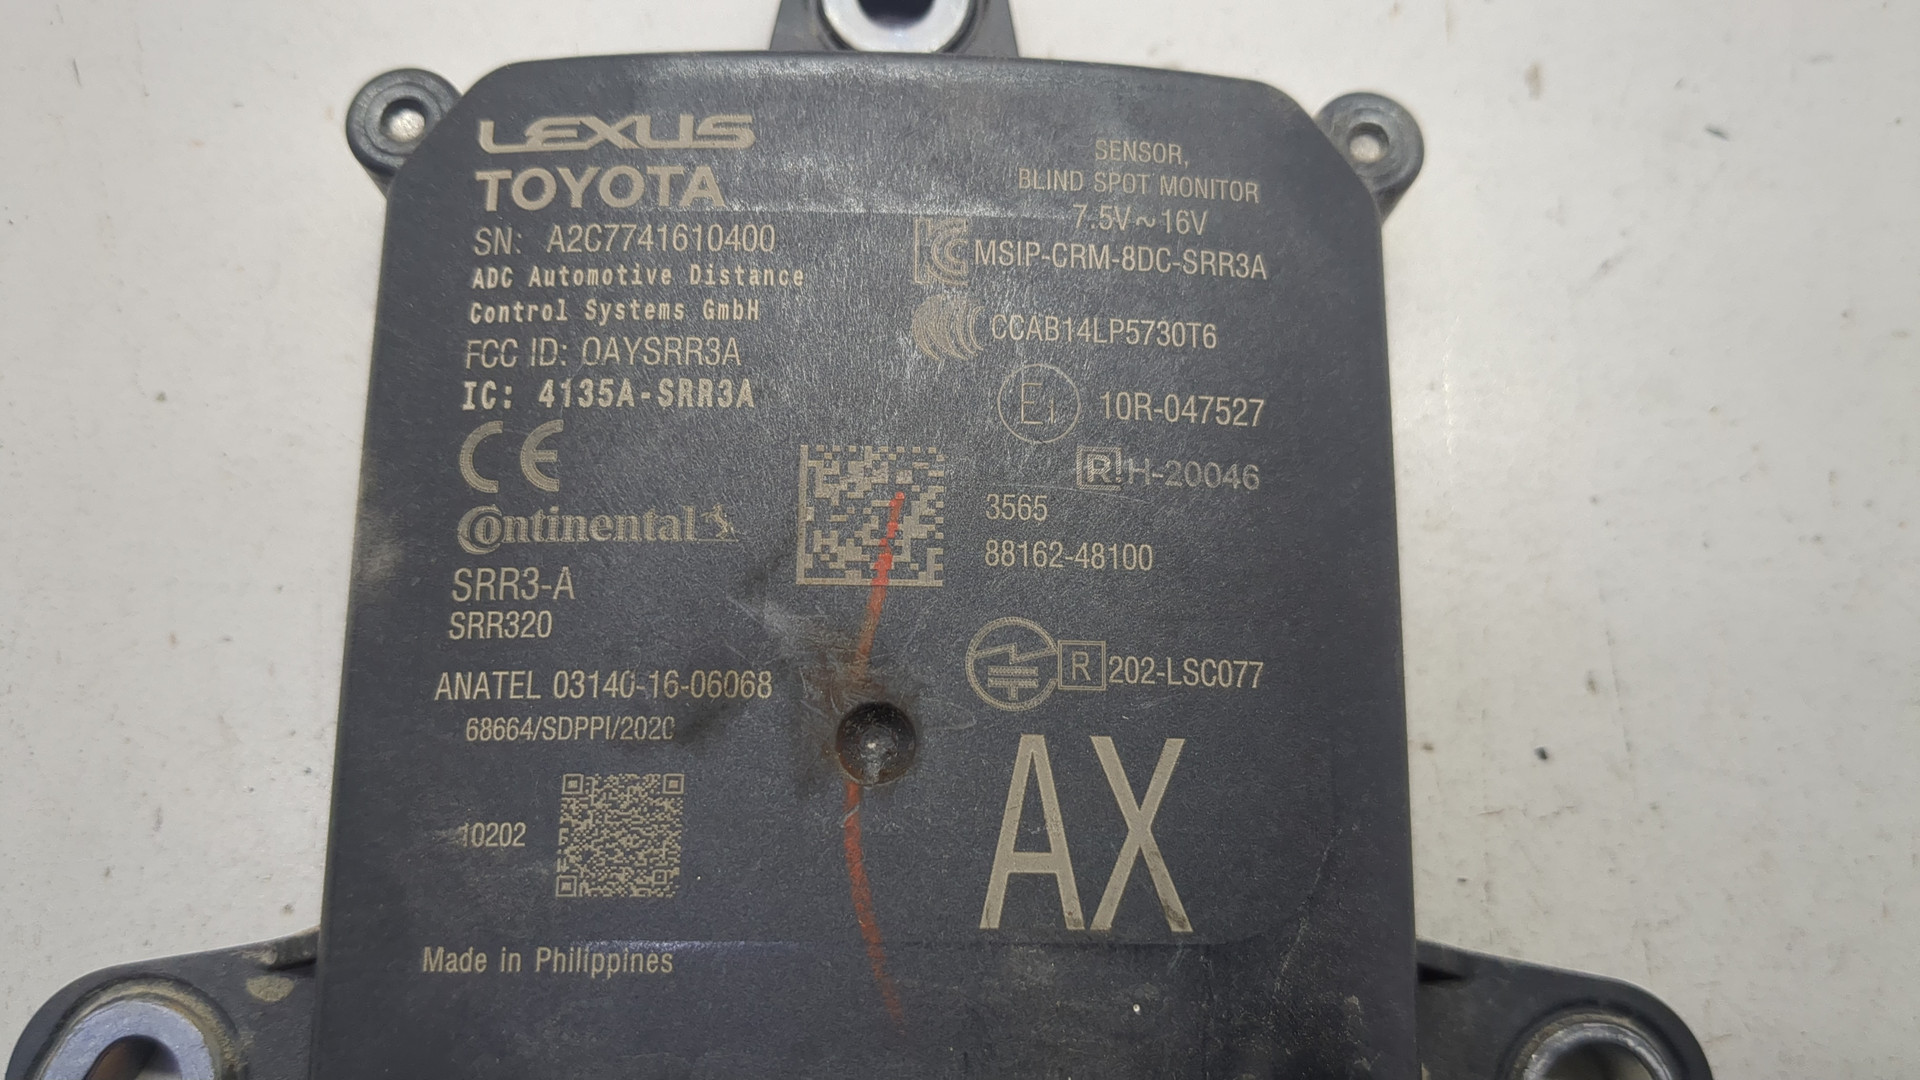 LEXUS
TOYOTA
SN: A2C7741610400
ADC Automotive Distance
Control Systems GmbH
FCC ID: OAYSRR3A
IC: 4135A-SRR3A
CE
Continental
SRR3-A
SRR320
ANATEL 03140-16-06068
68664/SDPPI/2020
10202
Made in Philippines
SENSOR,
BLIND SPOT MONITOR
7.5V~16V
MSIP-CRM-8DC-SRR3A
CCAB14LP5730T6
E1 10R-047527
R! H-20046
3565
88162-48100
R 202-LSC077
AX